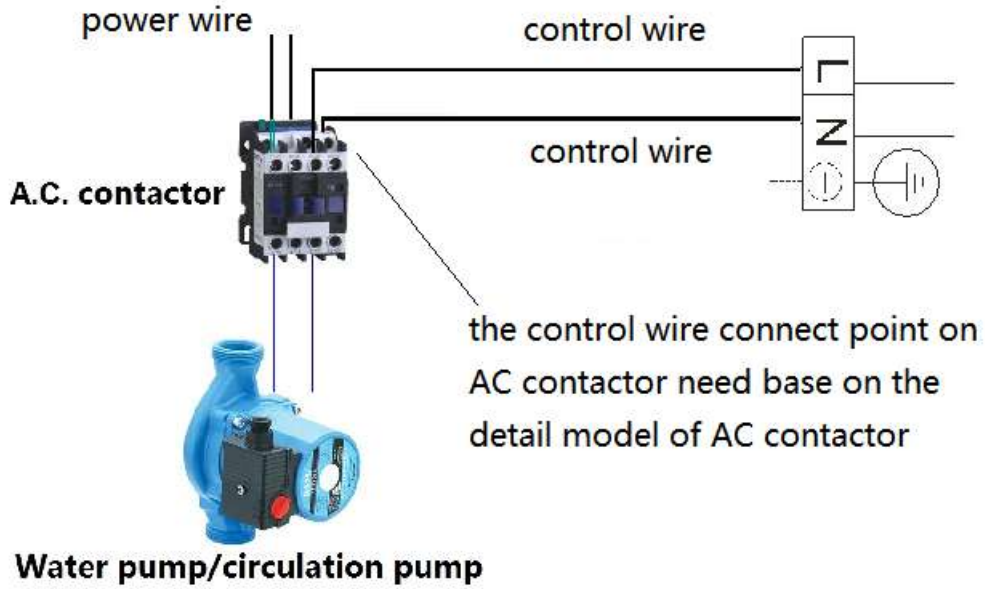 power wire
control wire
L
N
control wire
A.C. contactor
the control wire connect point on
AC contactor need base on the
detail model of AC contactor
Water pump/circulation pump